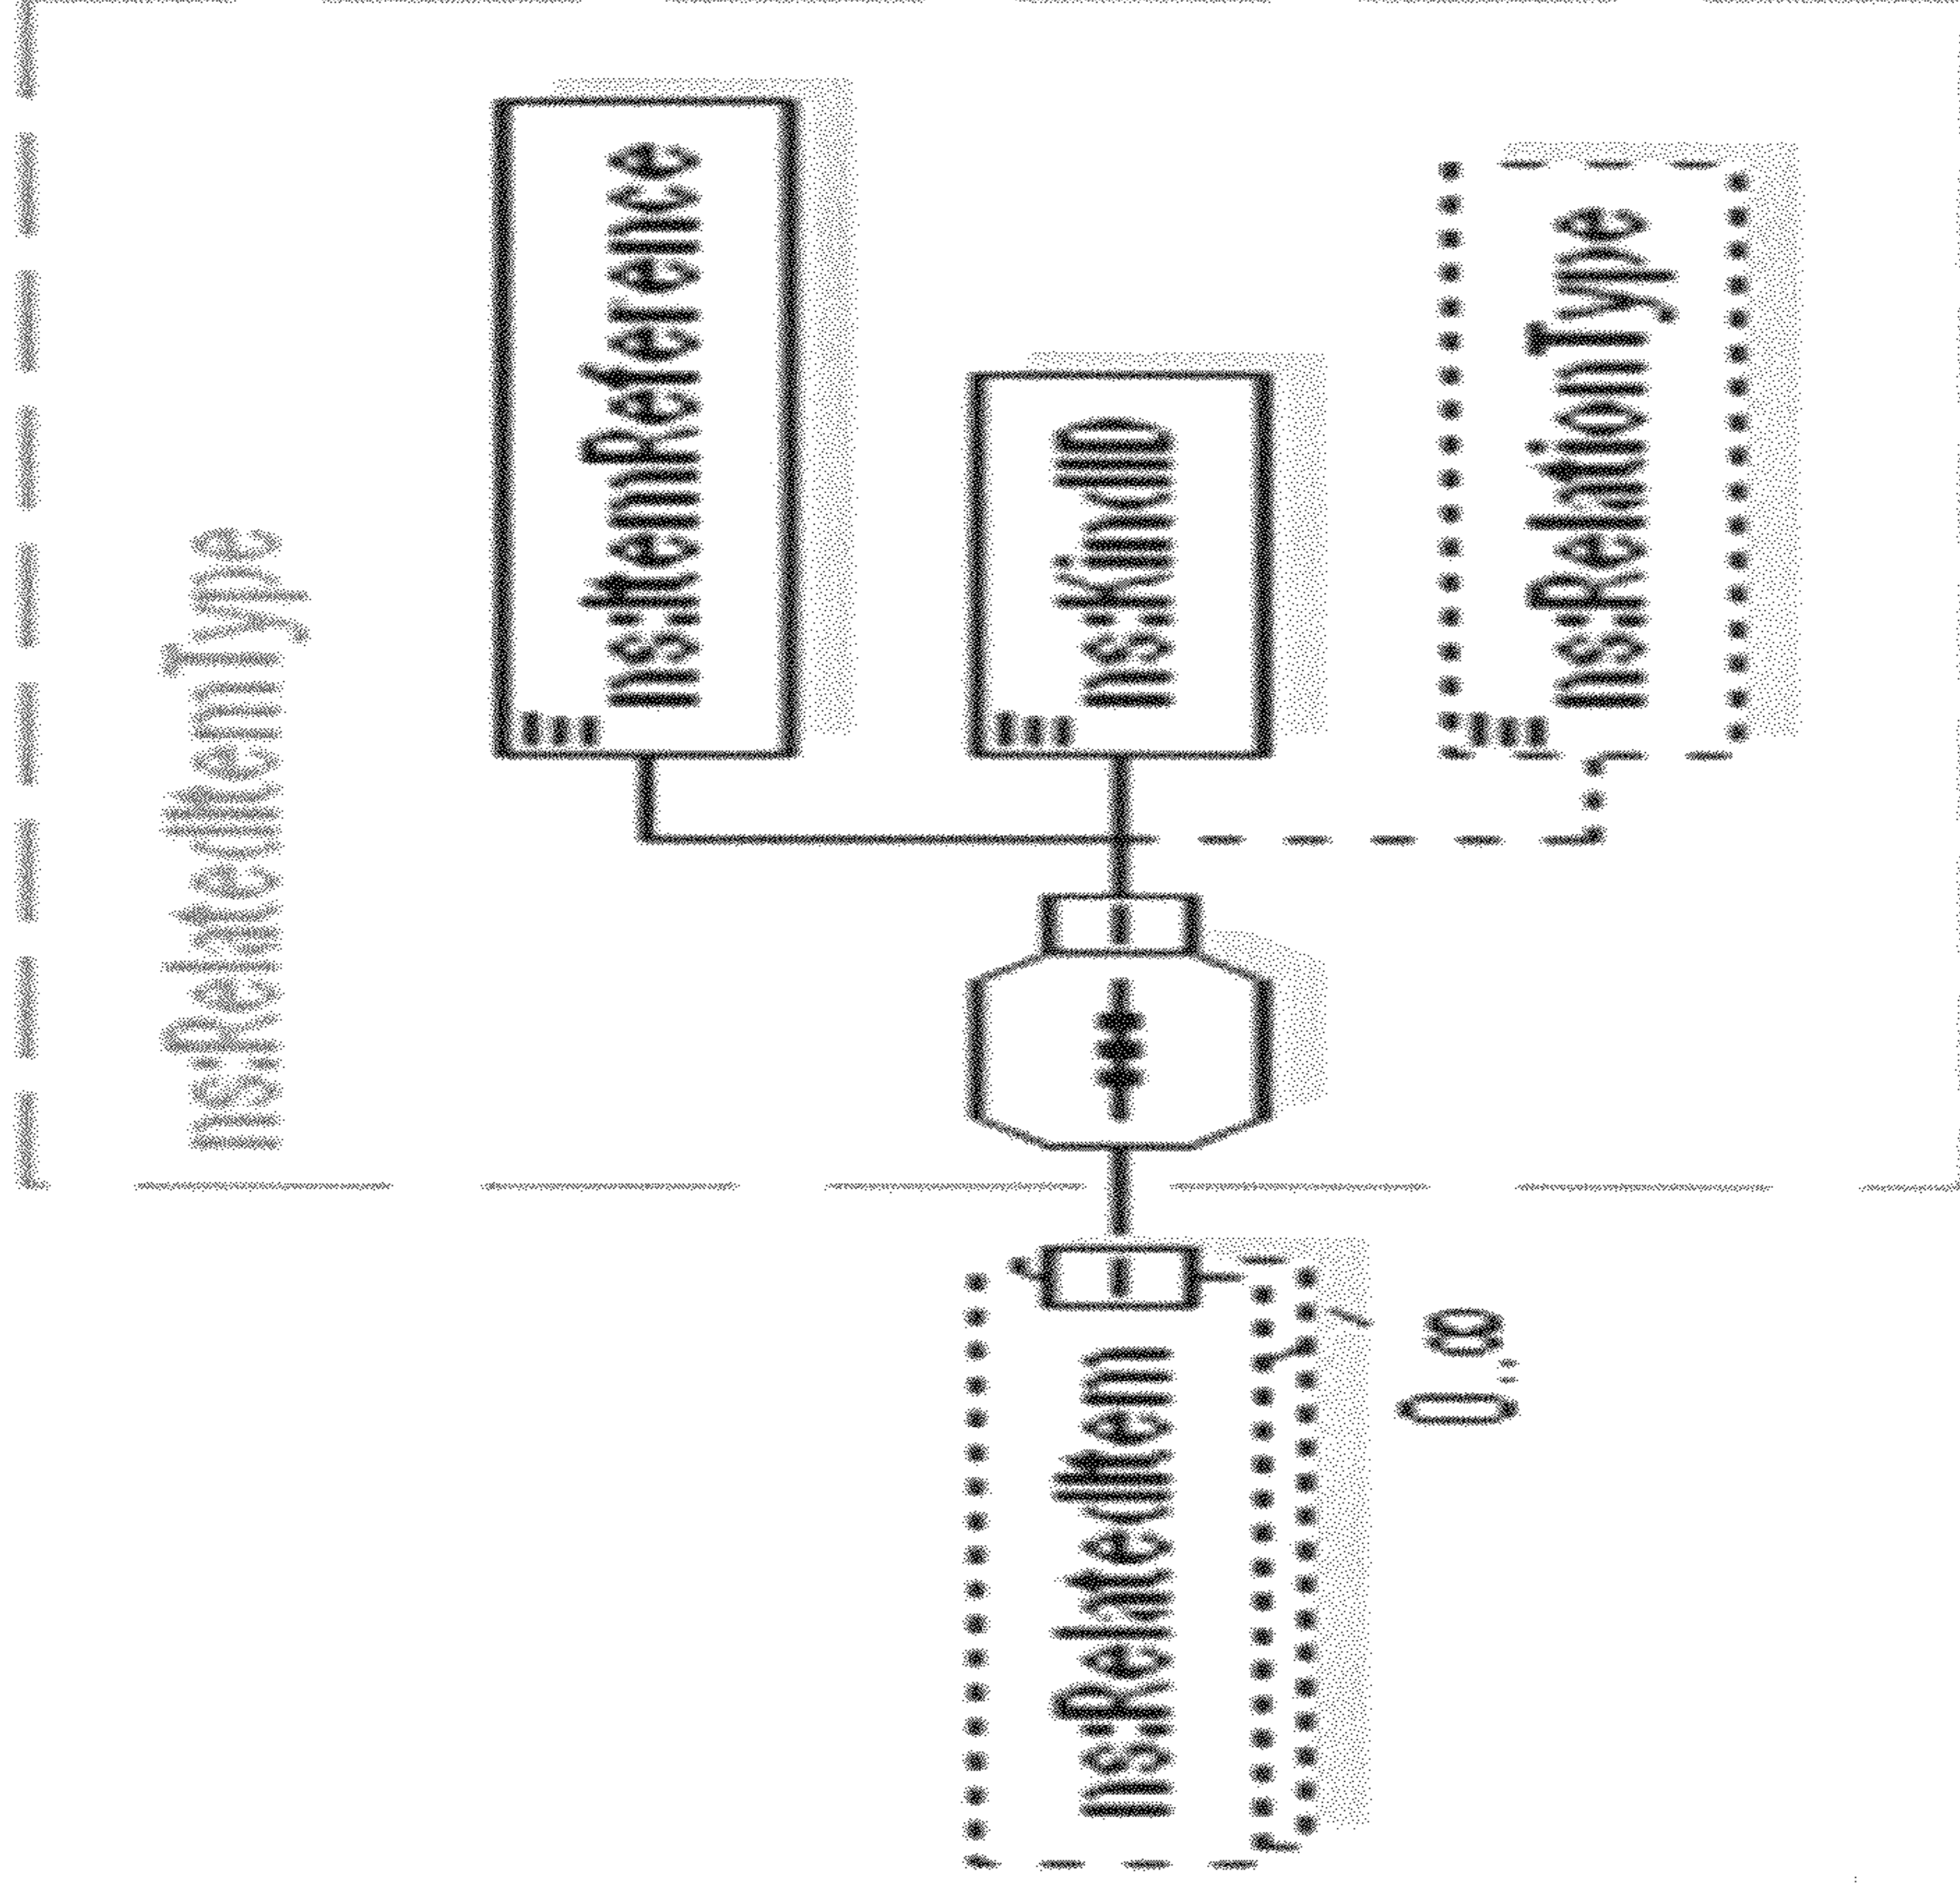 ns:RelatedItemType
ns:ItemReference
ns:KindID
ns:RelationType
ns:RelatedItem
0..∞